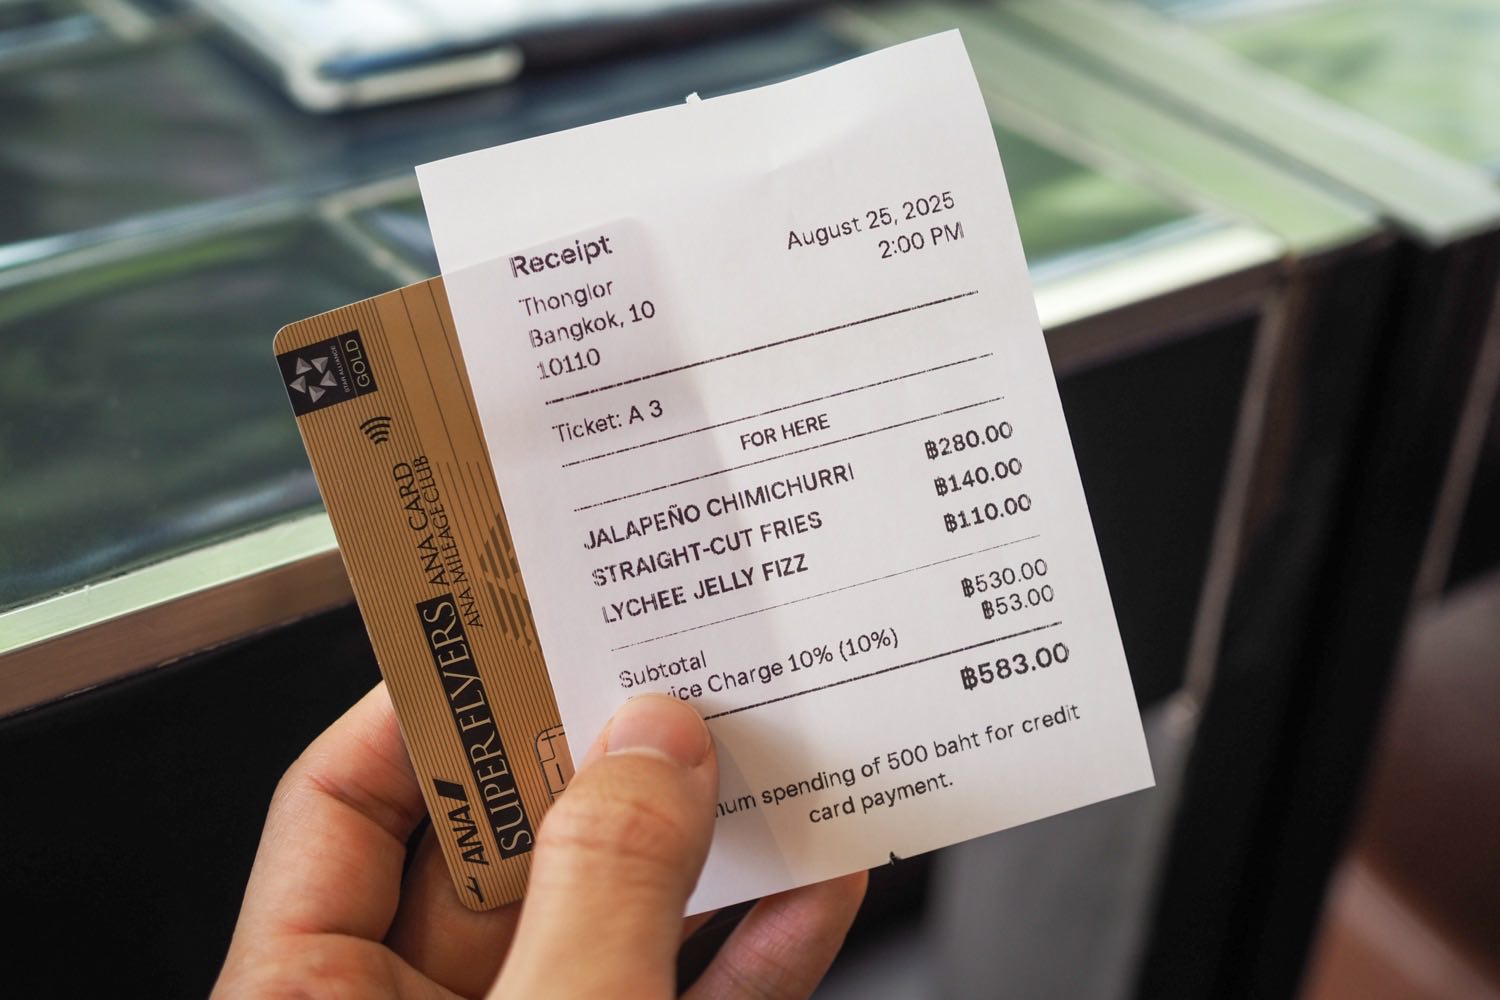 Receipt
August 25, 2025
2:00 PM
Thonglor
Bangkok, 10
10110
Ticket: A 3
FOR HERE
JALAPEÑO CHIMICHURRI ฿280.00
STRAIGHT-CUT FRIES ฿140.00
LYCHEE JELLY FIZZ ฿110.00
Subtotal ฿530.00
Charge 10% (10%) ฿53.00
฿583.00
spending of 500 baht for credit
card payment.
STAR ALLIANCE
GOLD
ANA SUPER FLYERS ANA CARD
ANA MILEAGE CLUB